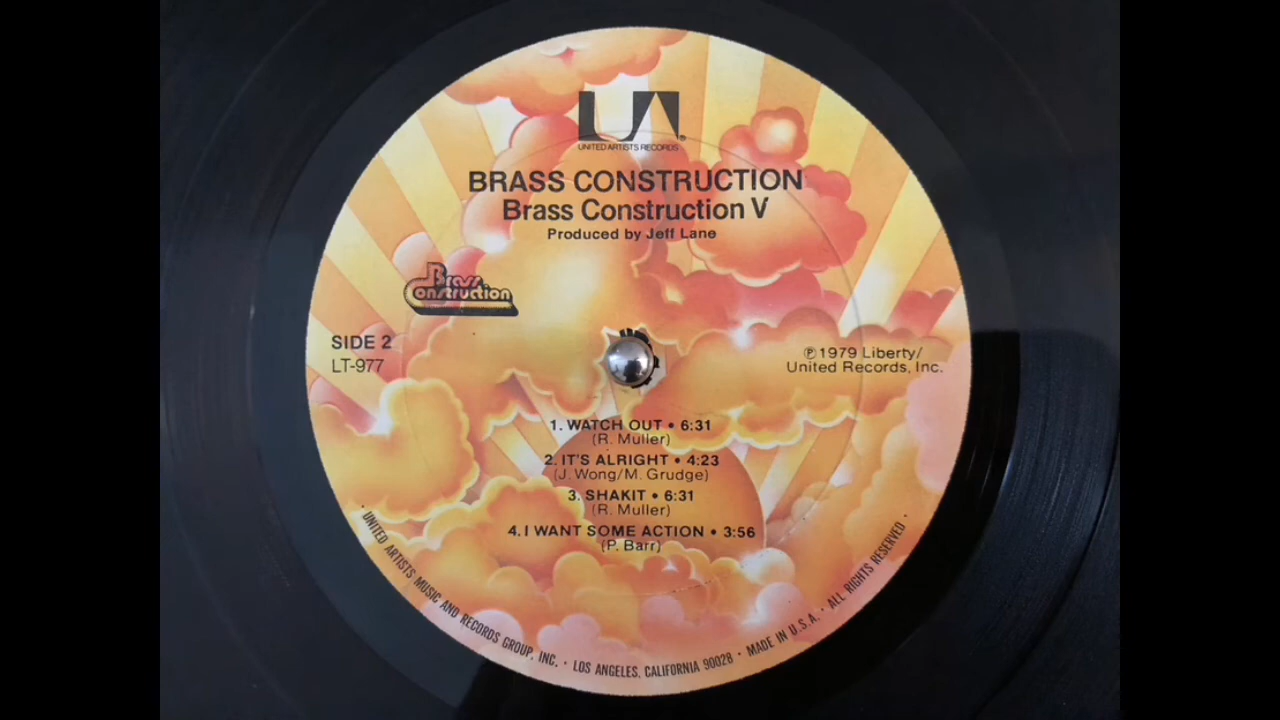 UA®
UNITED ARTISTS RECORDS
BRASS CONSTRUCTION
Brass Construction V
Produced by Jeff Lane
Brass
Construction
SIDE 2
LT-977
℗ 1979 Liberty/
United Records, Inc.
1. WATCH OUT • 6:31
(R. Muller)
2. IT'S ALRIGHT • 4:23
(J. Wong/M. Grudge)
3. SHAKIT • 6:31
(R. Muller)
4. I WANT SOME ACTION • 3:56
(P. Barr)
· UNITED ARTISTS MUSIC AND RECORDS GROUP, INC. · LOS ANGELES, CALIFORNIA 90028 · MADE IN U.S.A. · ALL RIGHTS RESERVED ·